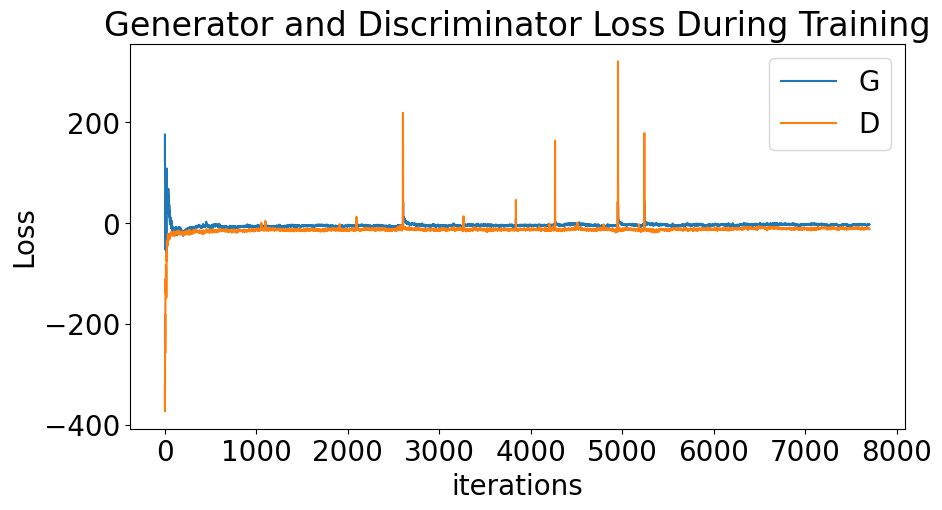 Generator and Discriminator Loss During Training
G
D
Loss
200
0
−200
−400
0 1000 2000 3000 4000 5000 6000 7000 8000
iterations